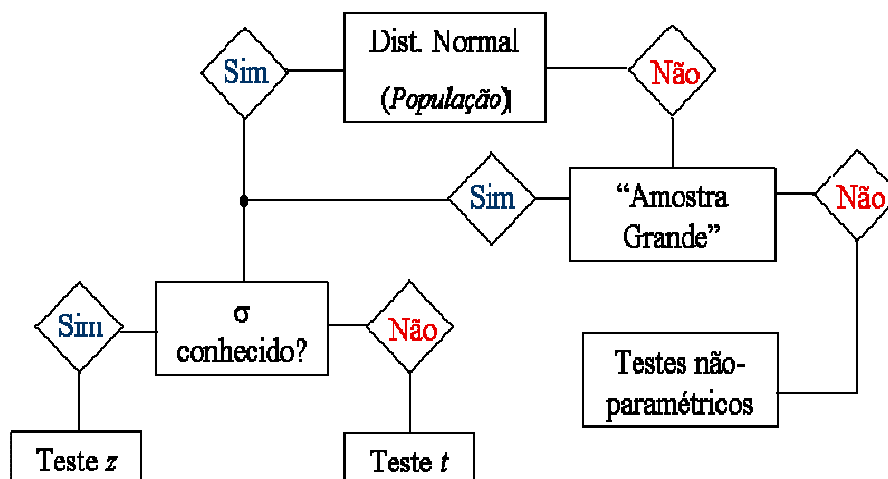 Dist. Normal
(População)
Sim
Não
Sim
“Amostra
Grande”
Não
σ
conhecido?
Sim
Não
Testes não-
paramétricos
Teste z
Teste t